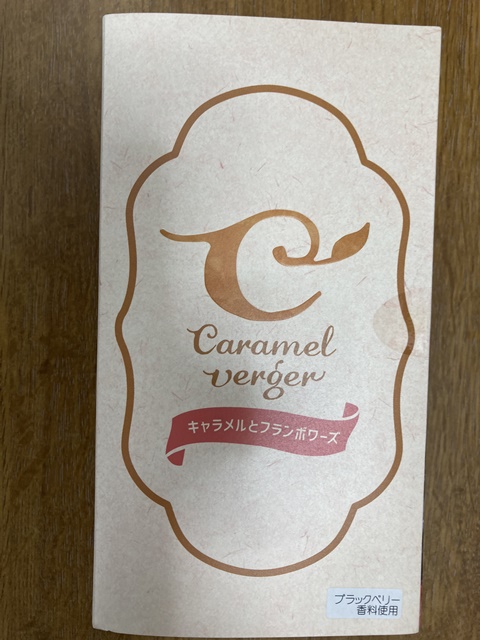 Caramel
verger
キャラメルとフランボワーズ
ブラックベリー
香料使用